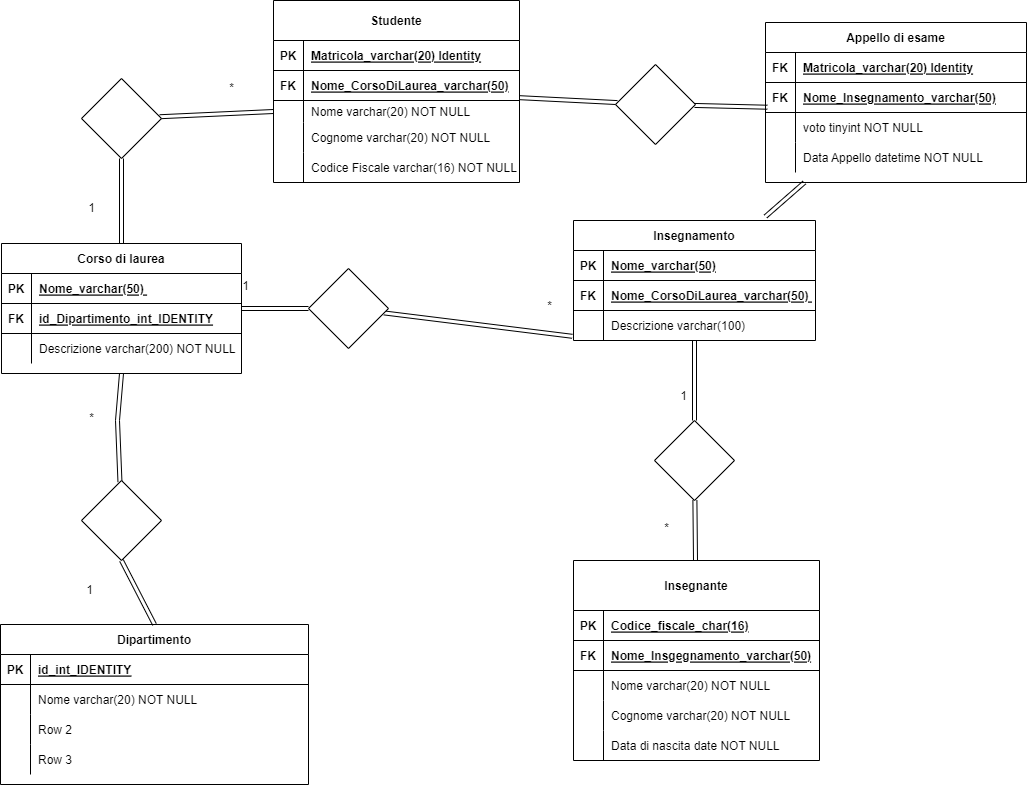 Studente
PK Matricola_varchar(20) Identity
FK Nome_CorsoDiLaurea_varchar(50)
Nome varchar(20) NOT NULL
Cognome varchar(20) NOT NULL
Codice Fiscale varchar(16) NOT NULL
Appello di esame
FK Matricola_varchar(20) Identity
FK Nome_Insegnamento_varchar(50)
voto tinyint NOT NULL
Data Appello datetime NOT NULL
*
1
Corso di laurea
PK Nome_varchar(50)_
FK id_Dipartimento_int_IDENTITY
Descrizione varchar(200) NOT NULL
1
*
Insegnamento
PK Nome_varchar(50)
FK Nome_CorsoDiLaurea_varchar(50)_
Descrizione varchar(100)
*
1
1
*
Dipartimento
PK id_int_IDENTITY
Nome varchar(20) NOT NULL
Row 2
Row 3
Insegnante
PK Codice_fiscale_char(16)
FK Nome_Insgegnamento_varchar(50)
Nome varchar(20) NOT NULL
Cognome varchar(20) NOT NULL
Data di nascita date NOT NULL